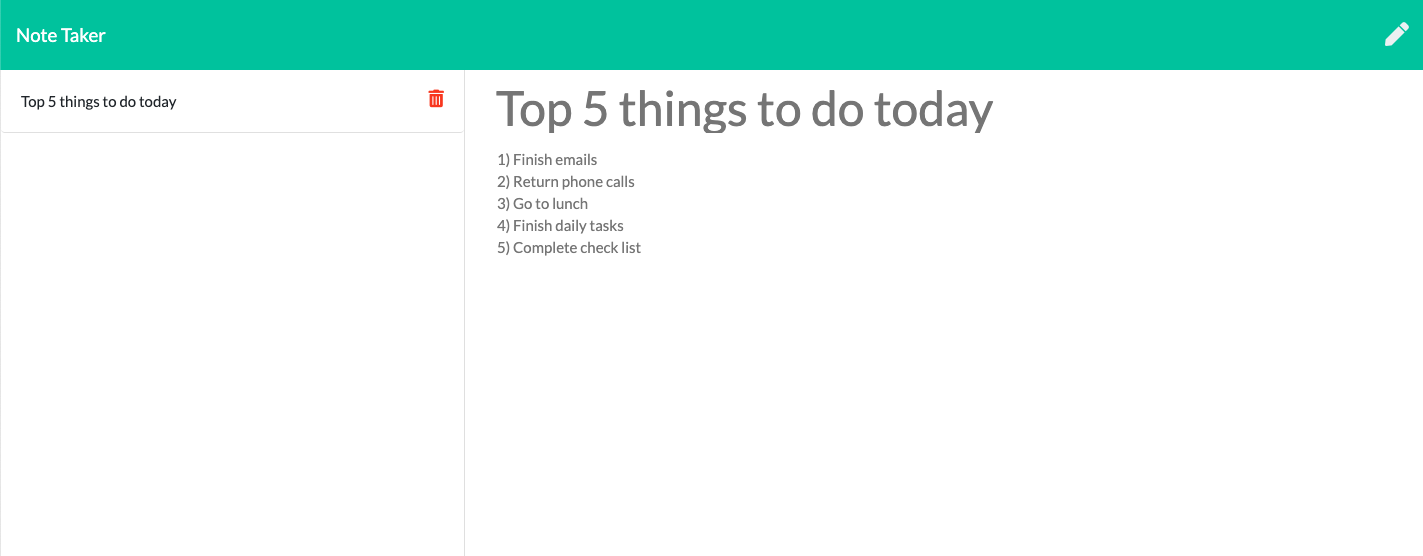 Note Taker
Top 5 things to do today
Top 5 things to do today
1) Finish emails
2) Return phone calls
3) Go to lunch
4) Finish daily tasks
5) Complete check list